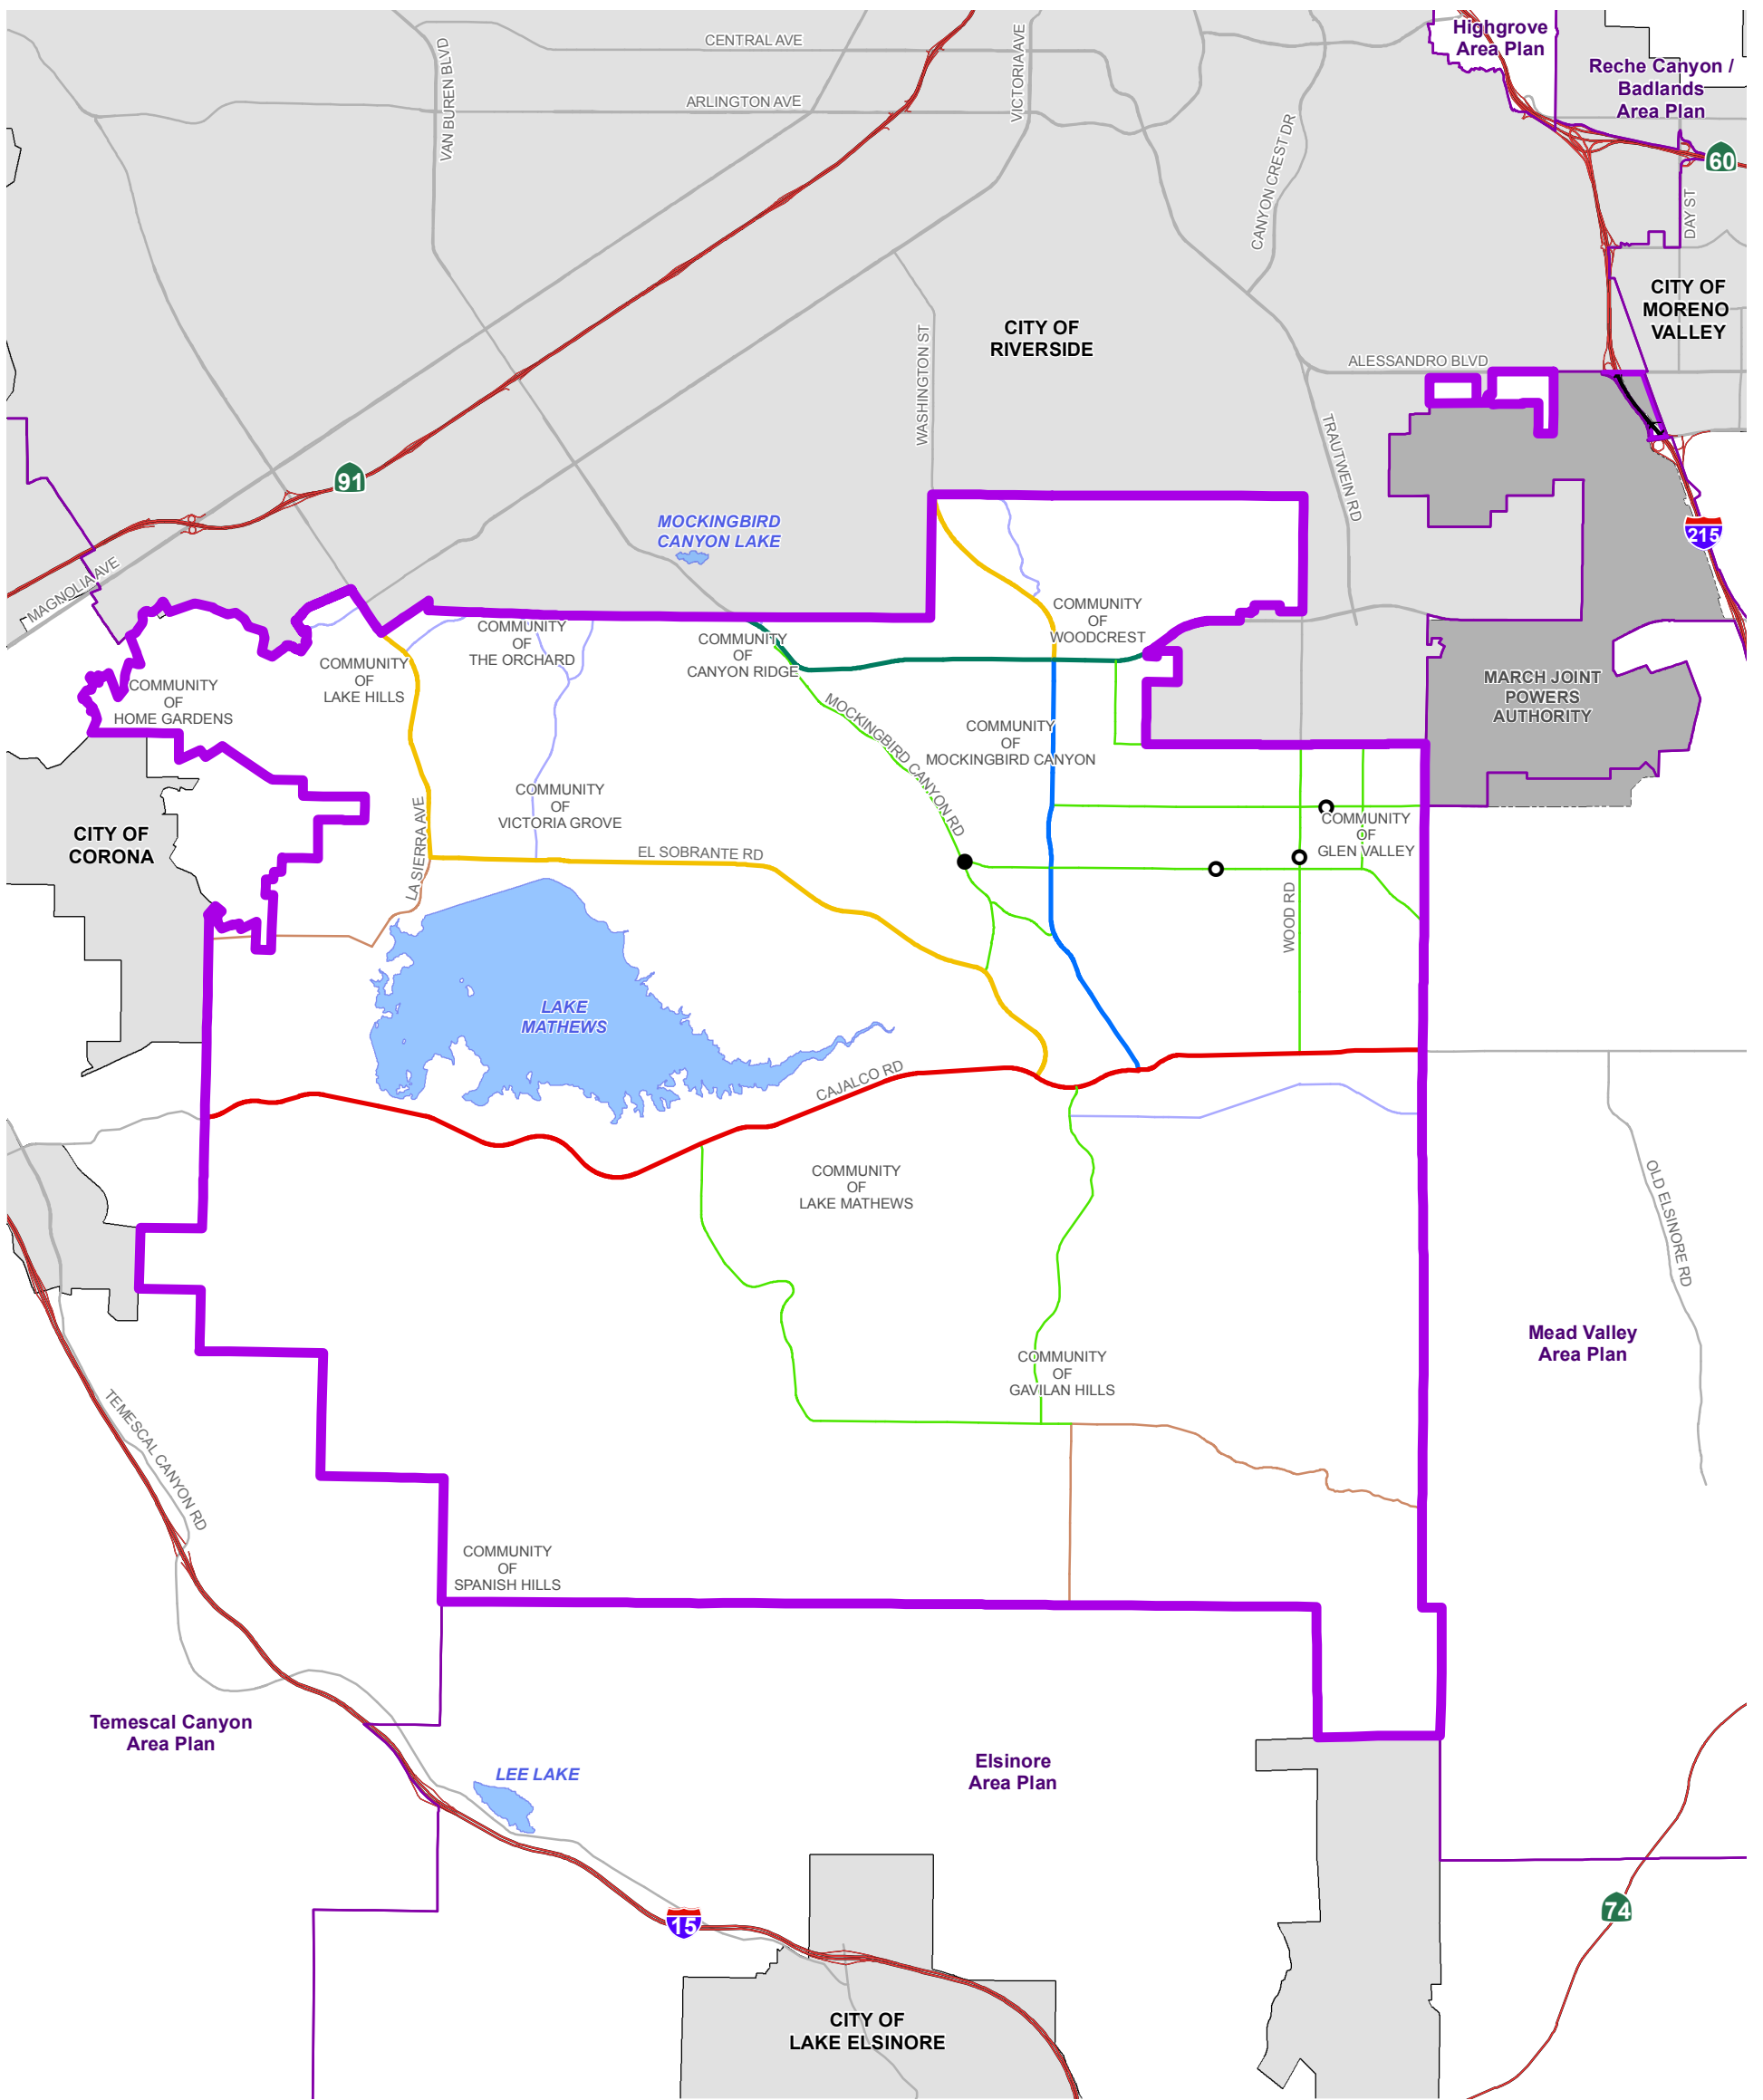 Highgrove
Area Plan
CENTRAL AVE
VICTORIA AVE
VAN BUREN BLVD
Reche Canyon /
Badlands
Area Plan
ARLINGTON AVE
CANYON CREST DR
60
DAY ST
CITY OF
MORENO
VALLEY
CITY OF
RIVERSIDE
WASHINGTON ST
ALESSANDRO BLVD
TRAUTWEIN RD
91
MOCKINGBIRD
CANYON LAKE
215
MAGNOLIA AVE
COMMUNITY
OF
WOODCREST
COMMUNITY
OF
THE ORCHARD
COMMUNITY
OF
CANYON RIDGE
COMMUNITY
OF
LAKE HILLS
COMMUNITY
OF
HOME GARDENS
MARCH JOINT
POWERS
AUTHORITY
MOCKINGBIRD CANYON RD
COMMUNITY
OF
MOCKINGBIRD CANYON
COMMUNITY
OF
VICTORIA GROVE
COMMUNITY
OF
GLEN VALLEY
CITY OF
CORONA
LA SIERRA AVE
EL SOBRANTE RD
WOOD RD
LAKE
MATHEWS
CAJALCO RD
COMMUNITY
OF
LAKE MATHEWS
OLD ELSINORE RD
Mead Valley
Area Plan
COMMUNITY
OF
GAVILAN HILLS
TEMESCAL CANYON RD
COMMUNITY
OF
SPANISH HILLS
Temescal Canyon
Area Plan
Elsinore
Area Plan
LEE LAKE
74
15
CITY OF
LAKE ELSINORE